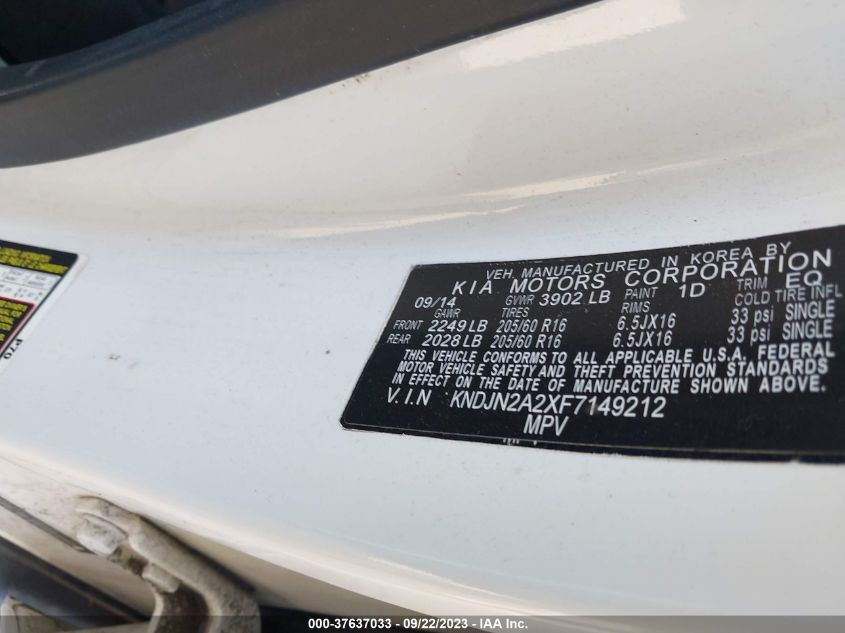 VEH. MANUFACTURED IN KOREA BY
KIA MOTORS CORPORATION
09/14 GVWR 3902 LB PAINT 1D TRIM EQ
GAWR TIRES RIMS COLD TIRE INFL
FRONT 2249 LB 205/60 R16 6.5JX16 33 psi SINGLE
REAR 2028 LB 205/60 R16 6.5JX16 33 psi SINGLE
THIS VEHICLE CONFORMS TO ALL APPLICABLE U.S.A. FEDERAL
MOTOR VEHICLE SAFETY AND THEFT PREVENTION STANDARDS
IN EFFECT ON THE DATE OF MANUFACTURE SHOWN ABOVE.
V.I.N KNDJN2A2XF7149212
MPV
PZO
000-37637033 - 09/22/2023 - IAA Inc.